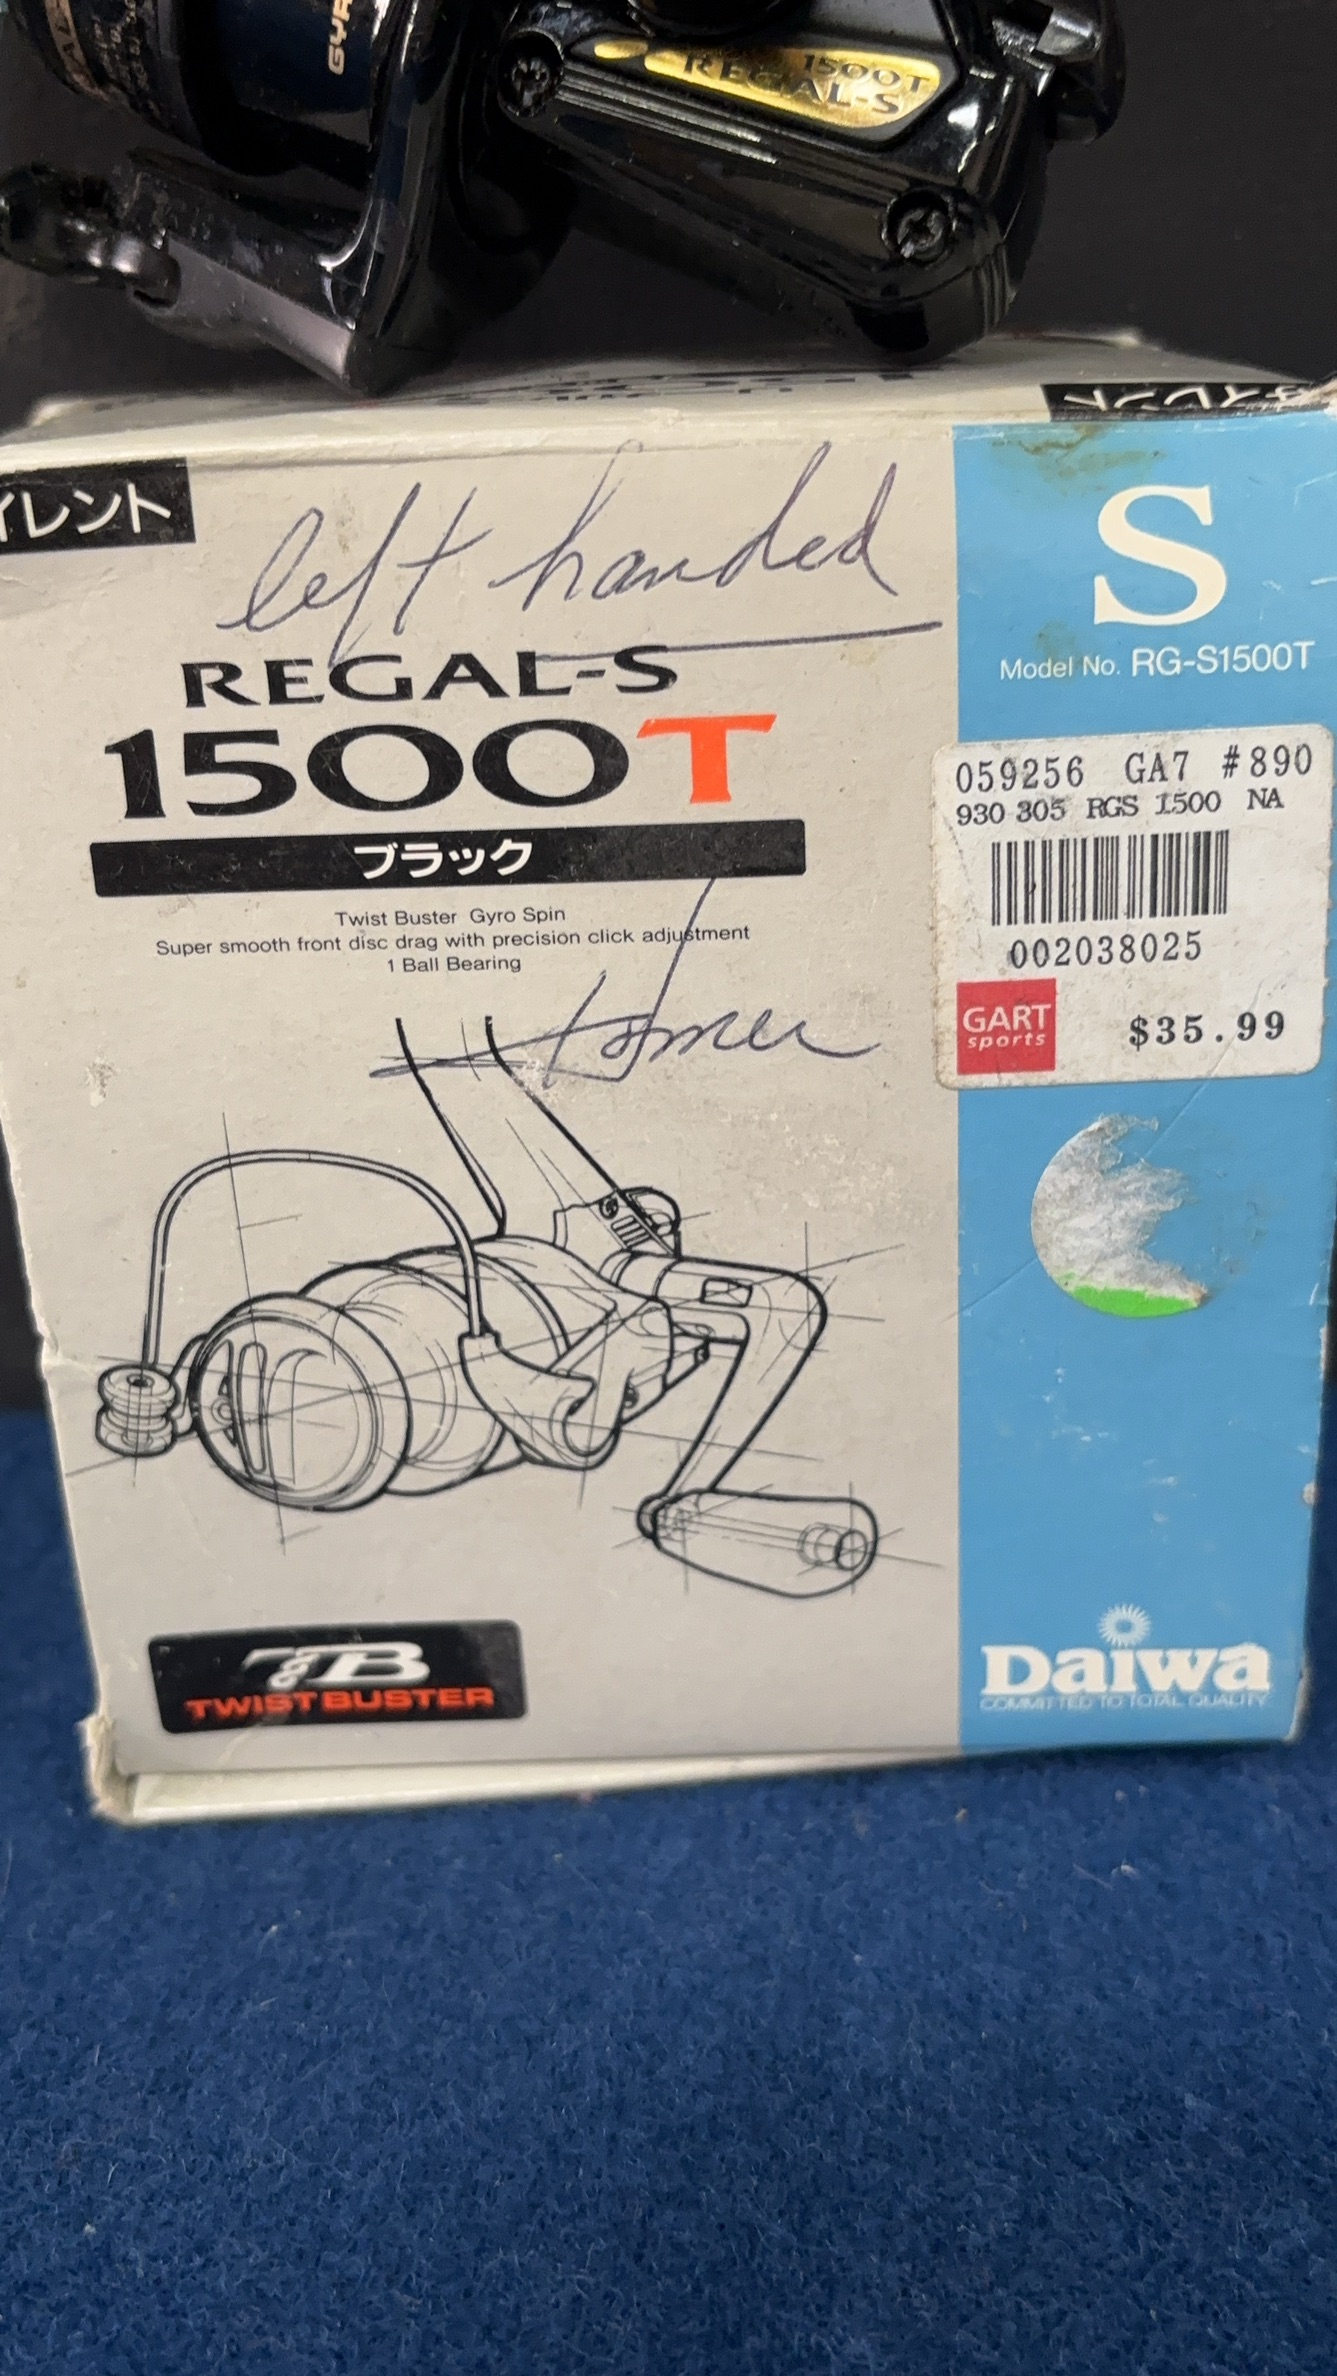 GYR
1500T
REGAL-S
イレント
left handed
REGAL-S
1500T
ブラック
Twist Buster Gyro Spin
Super smooth front disc drag with precision click adjustment
1 Ball Bearing
TB
TWIST BUSTER
S
Model No. RG-S1500T
059256 GA7 #890
930 305 RGS 1500 NA
002038025
GART
sports
$35.99
Daiwa
COMMITTED TO TOTAL QUALITY